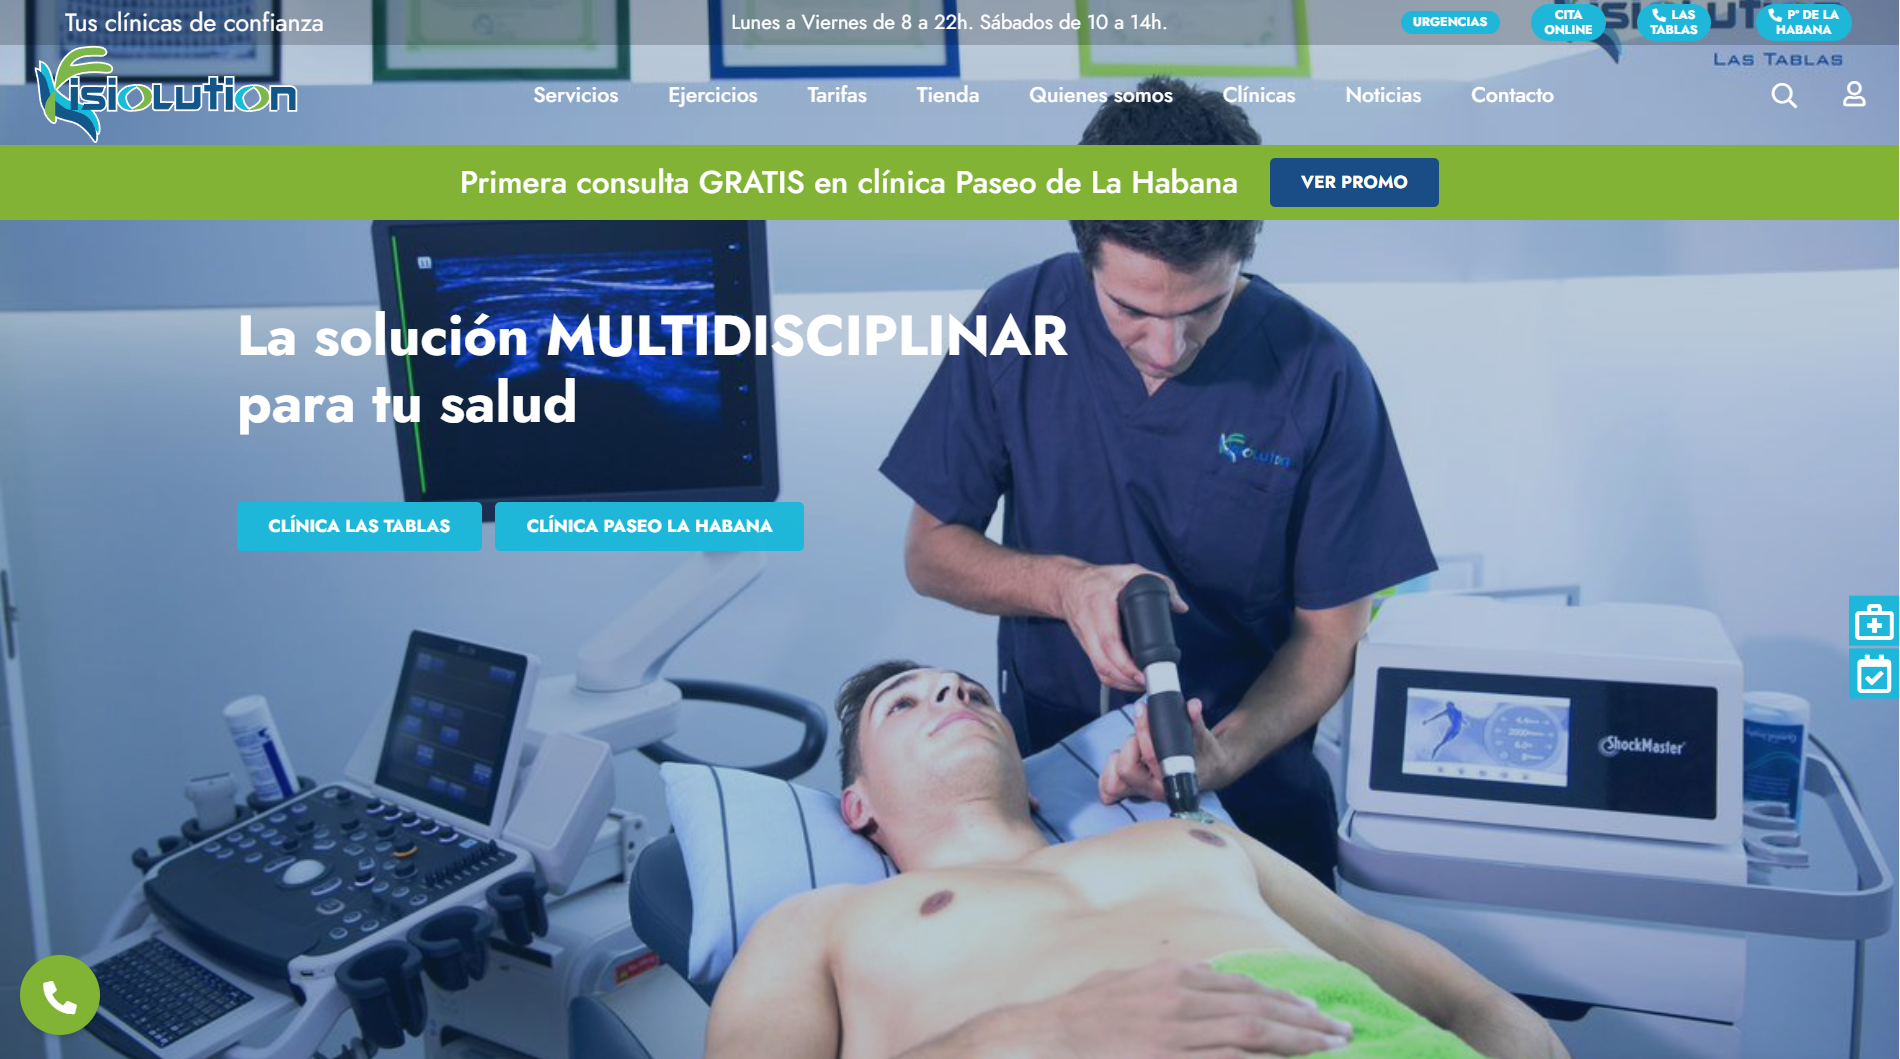 Tus clínicas de confianza
Lunes a Viernes de 8 a 22h. Sábados de 10 a 14h.
URGENCIAS
CITA
ONLINE
LAS
TABLAS
Pº DE LA
HABANA
LAS TABLAS
Fisiolution
Servicios
Ejercicios
Tarifas
Tienda
Quienes somos
Clínicas
Noticias
Contacto
Primera consulta GRATIS en clínica Paseo de La Habana
VER PROMO
La solución MULTIDISCIPLINAR
para tu salud
CLÍNICA LAS TABLAS
CLÍNICA PASEO LA HABANA
Fisiolution
ShockMaster